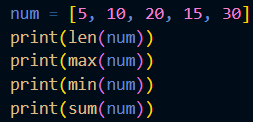 num = [5, 10, 20, 15, 30]
print(len(num))
print(max(num))
print(min(num))
print(sum(num))